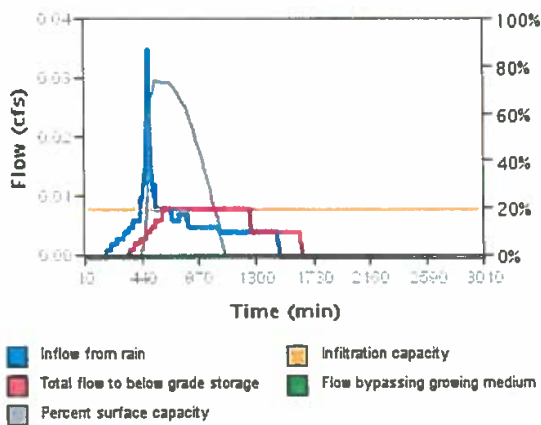 0.04
0.03
0.02
0.01
0.00
Flow (cfs)
100%
80%
60%
40%
20%
0%
10 440 870 1300 1730 2160 2590 3010
Time (min)
Inflow from rain
Total flow to below grade storage
Percent surface capacity
Infiltration capacity
Flow bypassing growing medium